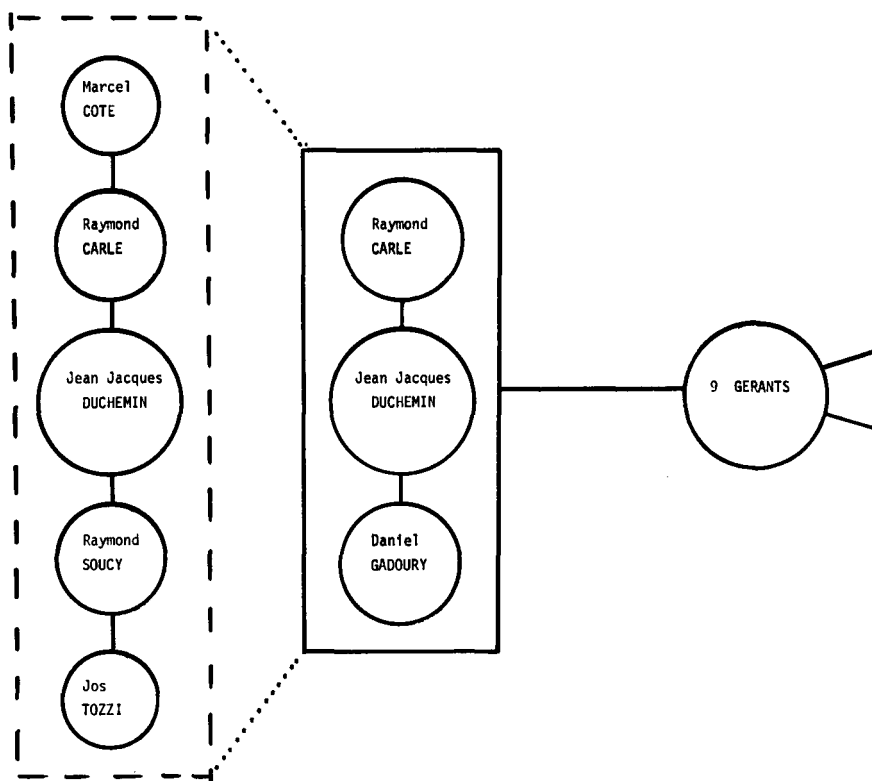 Marcel
COTE
Raymond
CARLE
Jean Jacques
DUCHEMIN
Raymond
SOUCY
Jos
TOZZI
Raymond
CARLE
Jean Jacques
DUCHEMIN
Daniel
GADOURY
9 GERANTS